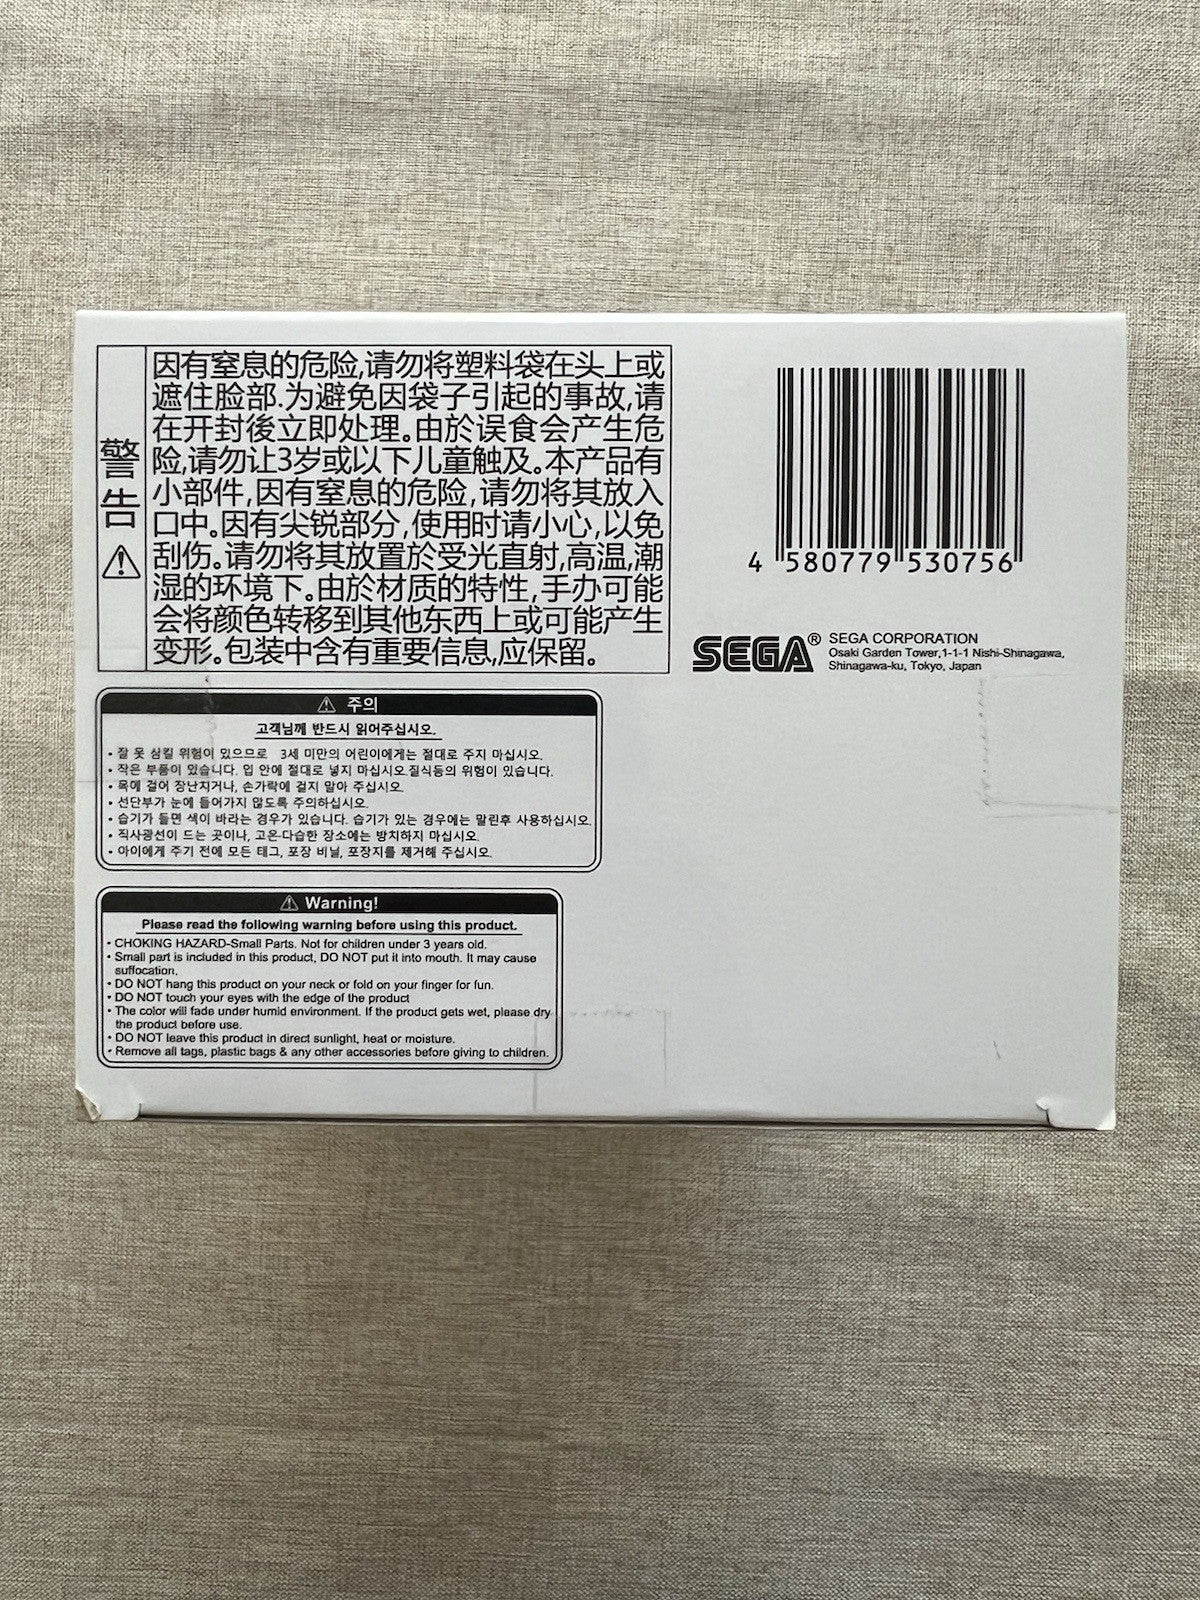 警告
因有窒息的危险,请勿将塑料袋在头上或
遮住脸部.为避免因袋子引起的事故,请
在开封後立即处理。由於误食会产生危
险,请勿让3岁或以下儿童触及。本产品有
小部件,因有窒息的危险,请勿将其放入
口中。因有尖锐部分,使用时请小心,以免
刮伤。请勿将其放置於受光直射,高温,潮
湿的环境下。由於材质的特性,手办可能
会将颜色转移到其他东西上或可能产生
变形。包装中含有重要信息,应保留。
4 580779 530756
SEGA® SEGA CORPORATION
Osaki Garden Tower,1-1-1 Nishi-Shinagawa,
Shinagawa-ku, Tokyo, Japan
주의
고객님께 반드시 읽어주십시오.
• 잘 못 삼킬 위험이 있으므로 3세 미만의 어린이에게는 절대로 주지 마십시오.
• 작은 부품이 있습니다. 입 안에 절대로 넣지 마십시오.질식등의 위험이 있습니다.
• 목에 걸어 장난치거나, 손가락에 걸지 말아 주십시오.
• 선단부가 눈에 들어가지 않도록 주의하십시오.
• 습기가 들면 색이 바라는 경우가 있습니다. 습기가 있는 경우에는 말린후 사용하십시오.
• 직사광선이 드는 곳이나, 고온·다습한 장소에는 방치하지 마십시오.
• 아이에게 주기 전에 모든 태그, 포장 비닐, 포장지를 제거해 주십시오.
Warning!
Please read the following warning before using this product.
• CHOKING HAZARD-Small Parts. Not for children under 3 years old.
• Small part is included in this product, DO NOT put it into mouth. It may cause
suffocation.
• DO NOT hang this product on your neck or fold on your finger for fun.
• DO NOT touch your eyes with the edge of the product
• The color will fade under humid environment. If the product gets wet, please dry
the product before use.
• DO NOT leave this product in direct sunlight, heat or moisture.
• Remove all tags, plastic bags & any other accessories before giving to children.